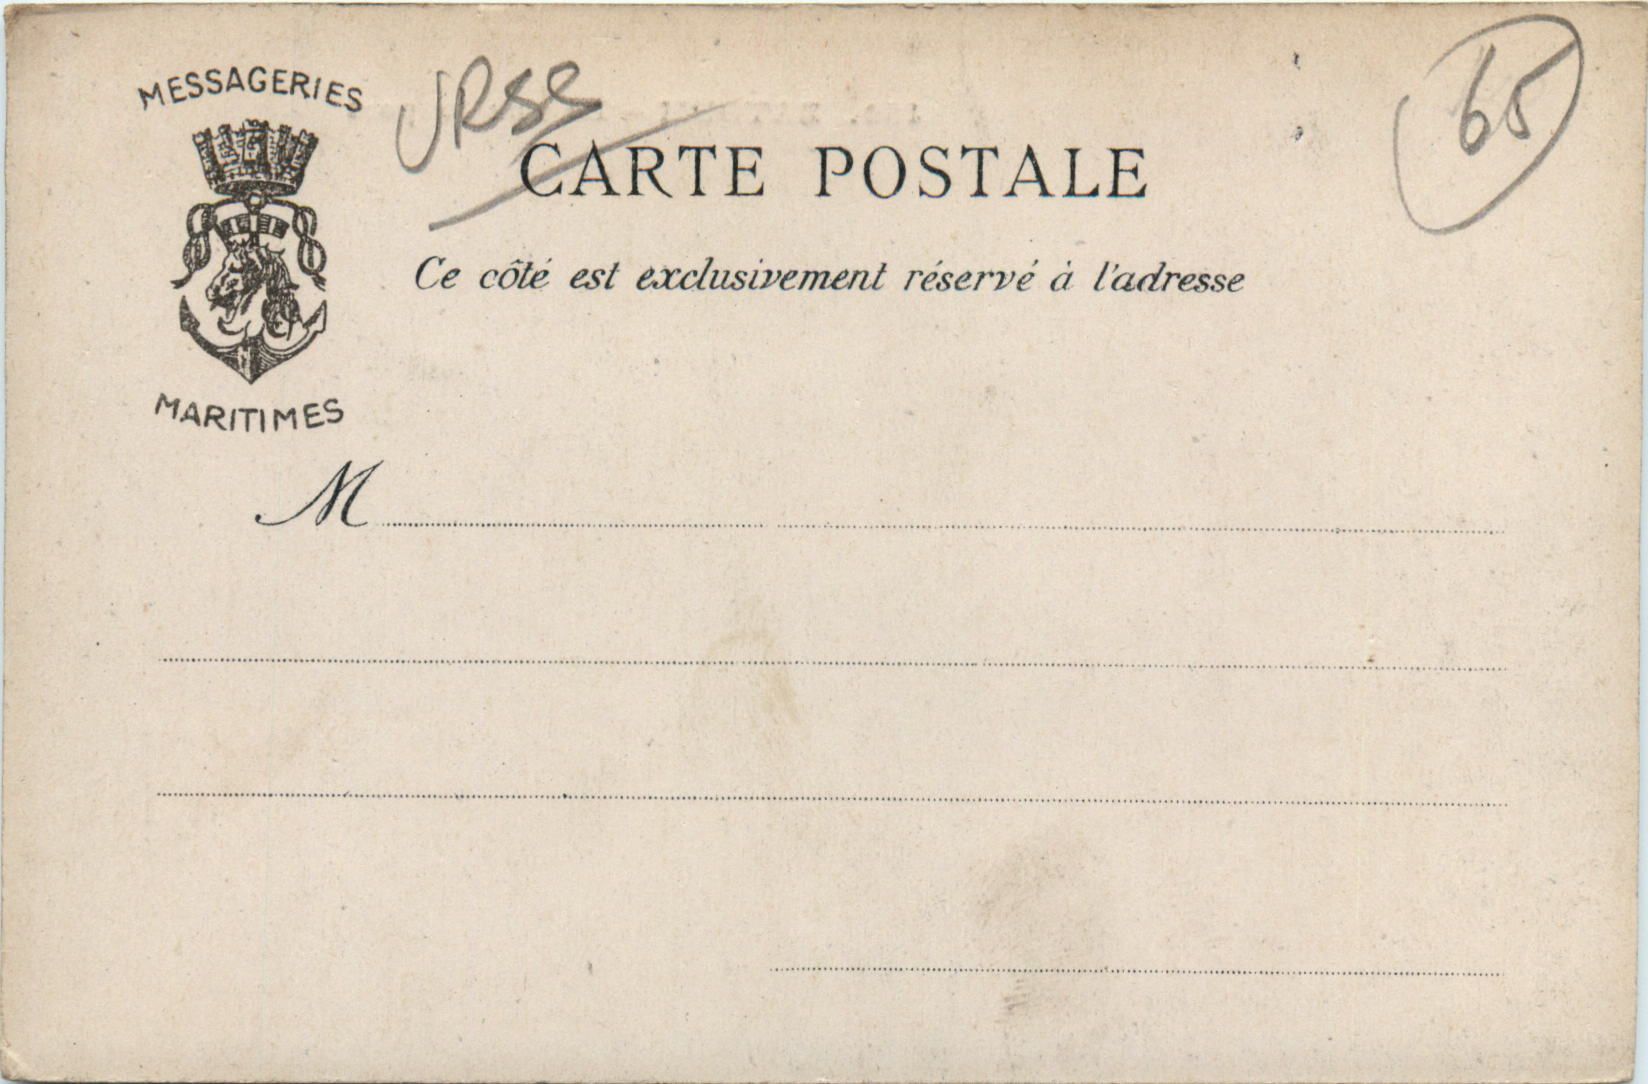 MESSAGERIES
MARITIMES
URSS
65
CARTE POSTALE
Ce côté est exclusivement réservé à l'adresse
M